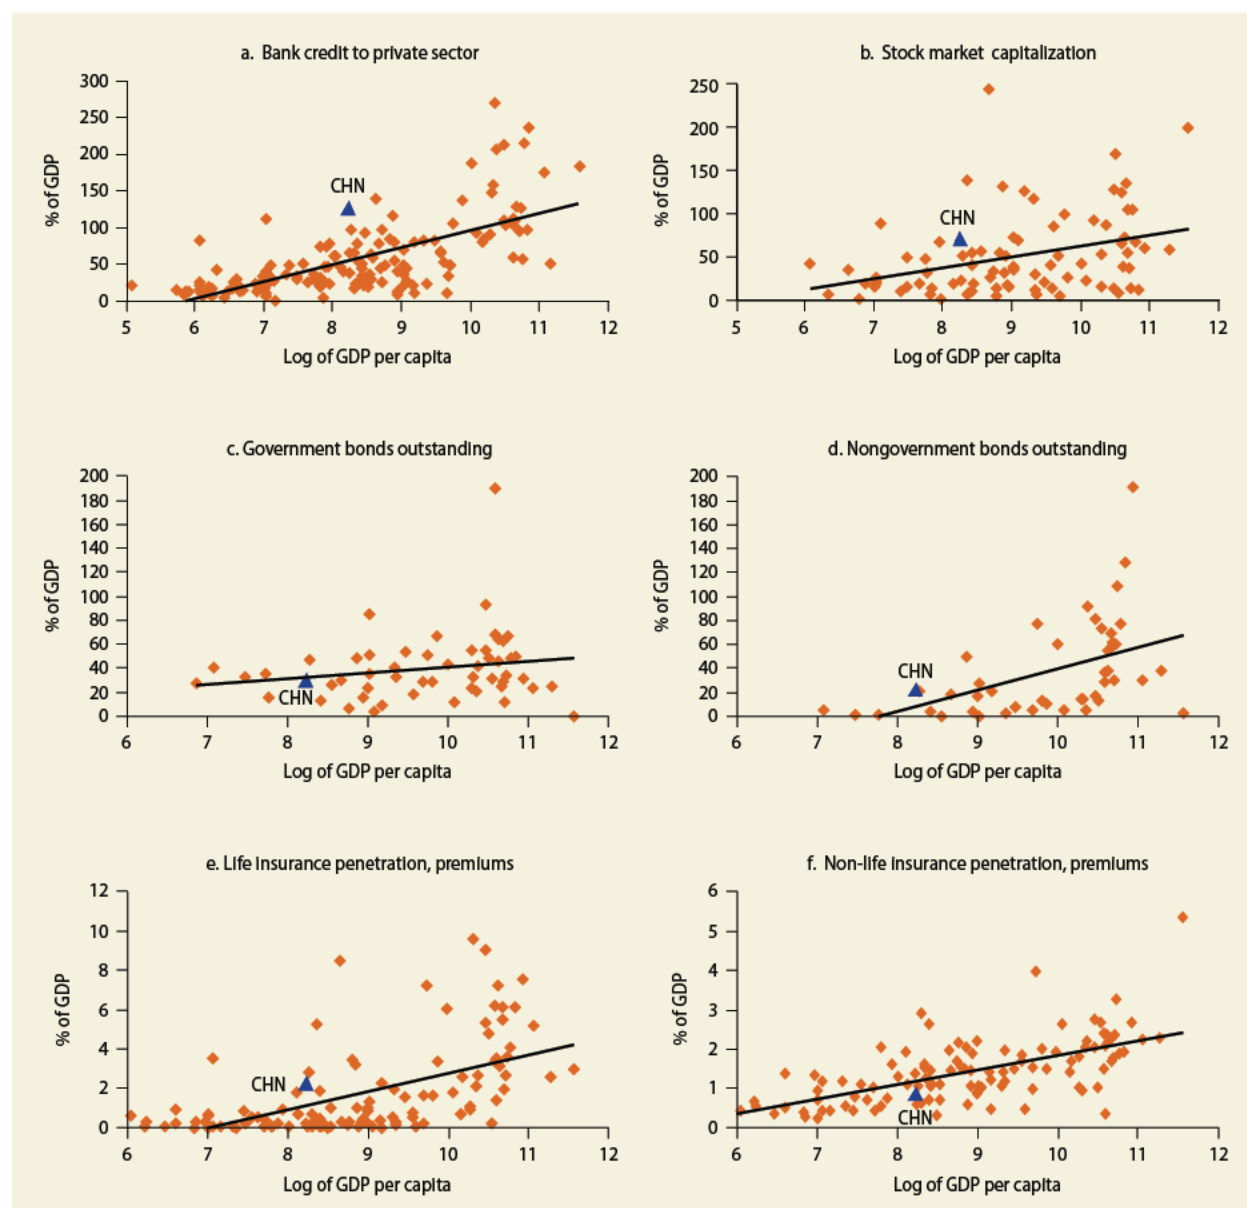 a. Bank credit to private sector
300
250
200
150
100
50
0
% of GDP
CHN
5 6 7 8 9 10 11 12
Log of GDP per capita
b. Stock market capitalization
250
200
150
100
50
0
% of GDP
CHN
5 6 7 8 9 10 11 12
Log of GDP per capita
c. Government bonds outstanding
200
180
160
140
120
100
80
60
40
20
0
% of GDP
CHN
6 7 8 9 10 11 12
Log of GDP per capita
d. Nongovernment bonds outstanding
200
180
160
140
120
100
80
60
40
20
0
% of GDP
CHN
6 7 8 9 10 11 12
Log of GDP per capita
e. Life insurance penetration, premiums
12
10
8
6
4
2
0
% of GDP
CHN
6 7 8 9 10 11 12
Log of GDP per capita
f. Non-life insurance penetration, premiums
6
5
4
3
2
1
0
% of GDP
CHN
6 7 8 9 10 11 12
Log of GDP per capita